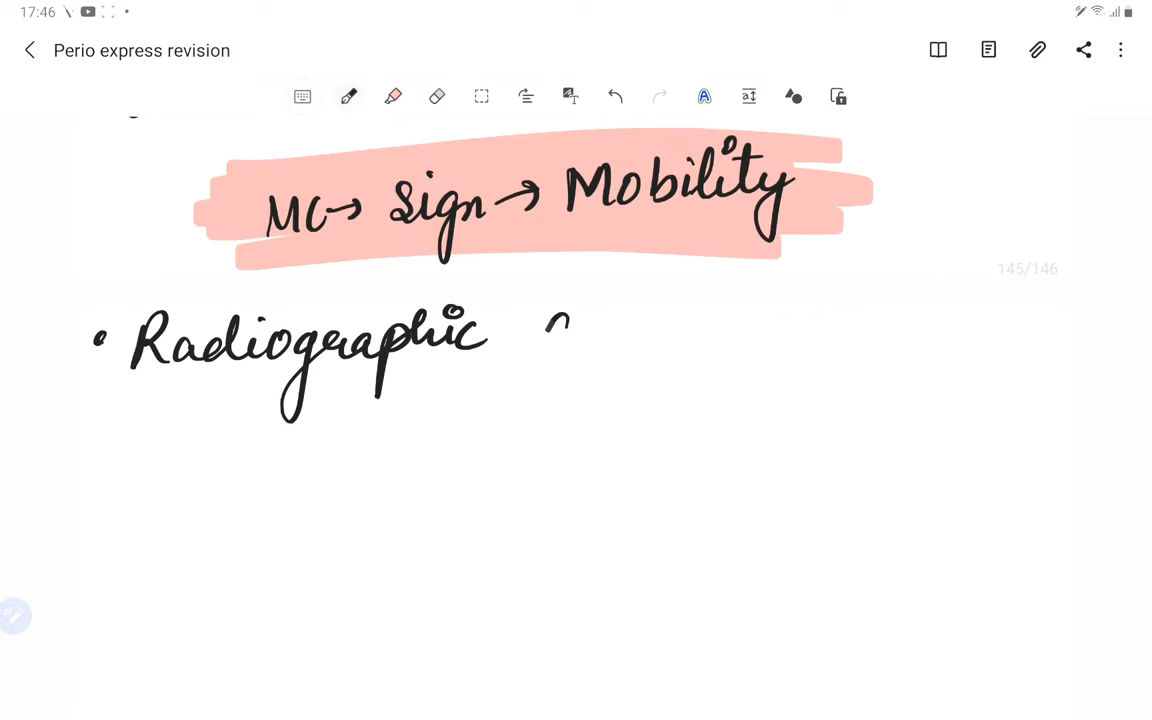 17:46
Perio express revision
MC → Sign → Mobility
145/146
• Radiographic